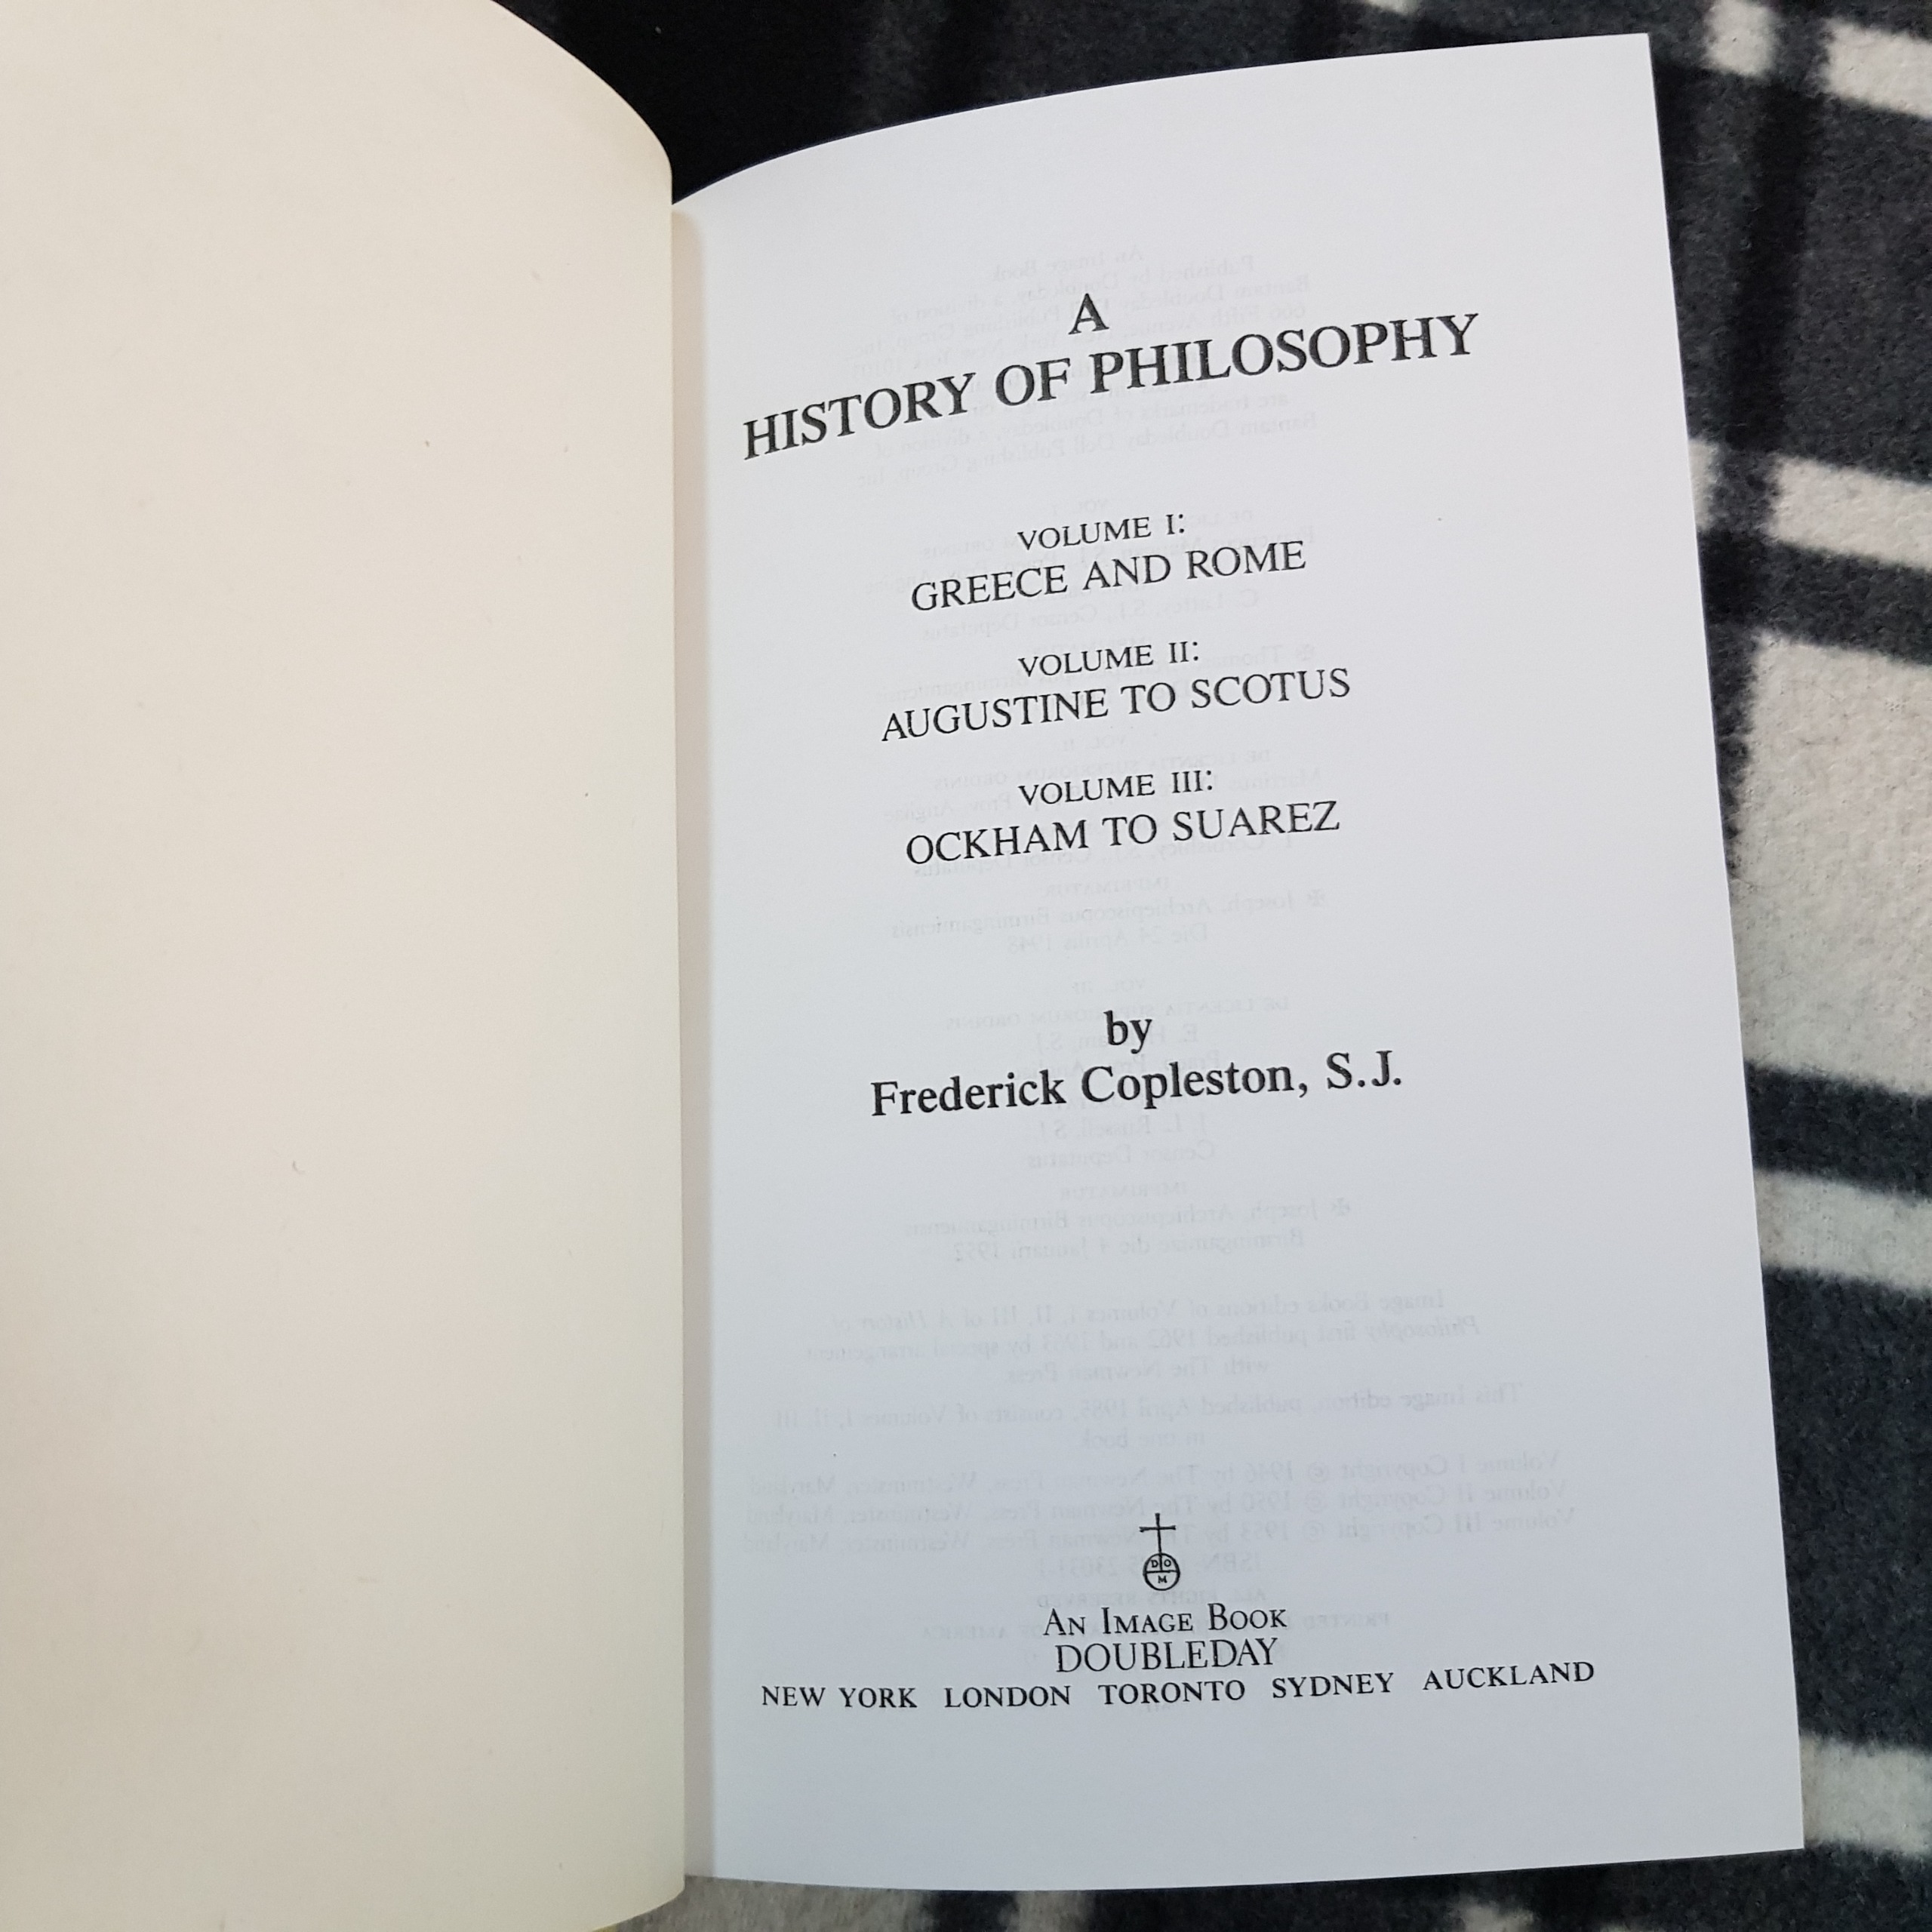 A
HISTORY OF PHILOSOPHY
VOLUME I:
GREECE AND ROME
VOLUME II:
AUGUSTINE TO SCOTUS
VOLUME III:
OCKHAM TO SUAREZ
by
Frederick Copleston, S.J.
D O
M
AN IMAGE BOOK
DOUBLEDAY
NEW YORK LONDON TORONTO SYDNEY AUCKLAND